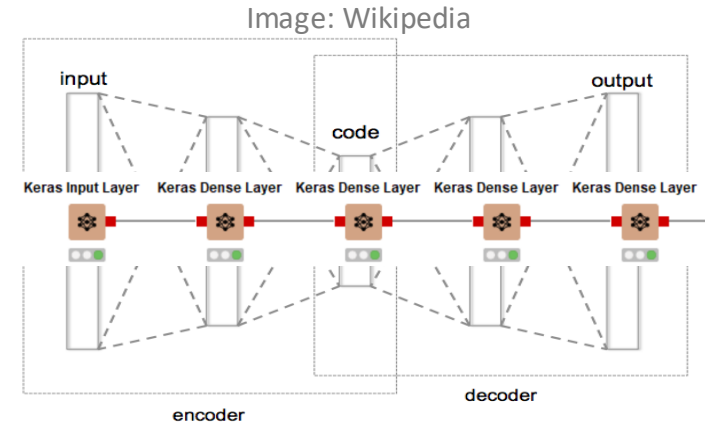 Image: Wikipedia
input
output
code
Keras Input Layer Keras Dense Layer Keras Dense Layer Keras Dense Layer Keras Dense Layer
decoder
encoder